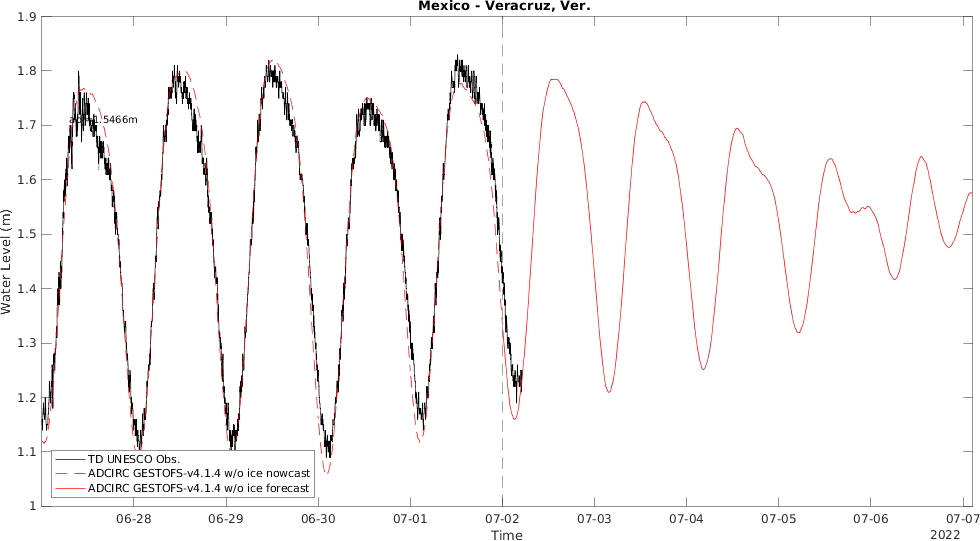 Mexico - Veracruz, Ver.
1.9
1.8
1.7
1.6
1.5
1.4
1.3
1.2
1.1
1
Water Level (m)
5466m
TD UNESCO Obs.
ADCIRC GESTOFS-v4.1.4 w/o ice nowcast
ADCIRC GESTOFS-v4.1.4 w/o ice forecast
06-28 06-29 06-30 07-01 07-02 07-03 07-04 07-05 07-06 07-07
Time
2022